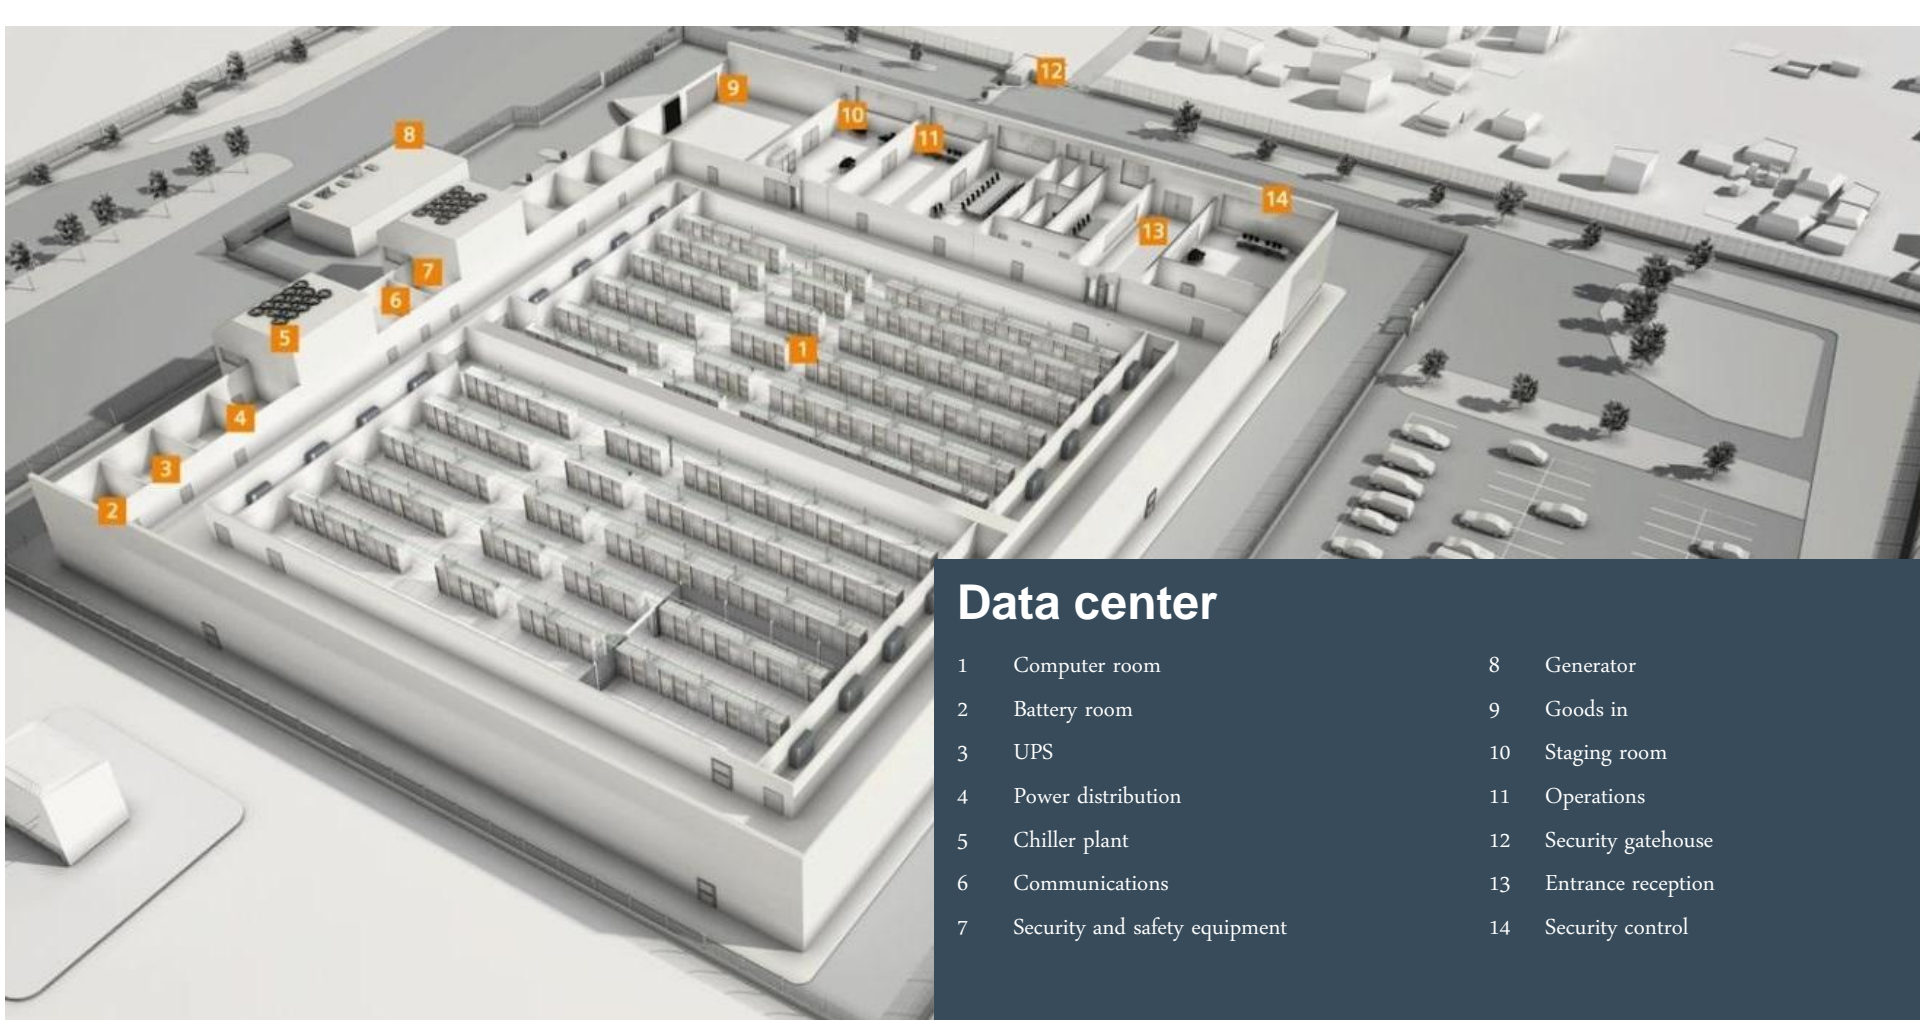 9
12
10
8
11
14
13
7
6
5
1
4
3
2
Data center
1 Computer room
2 Battery room
3 UPS
4 Power distribution
5 Chiller plant
6 Communications
7 Security and safety equipment
8 Generator
9 Goods in
10 Staging room
11 Operations
12 Security gatehouse
13 Entrance reception
14 Security control